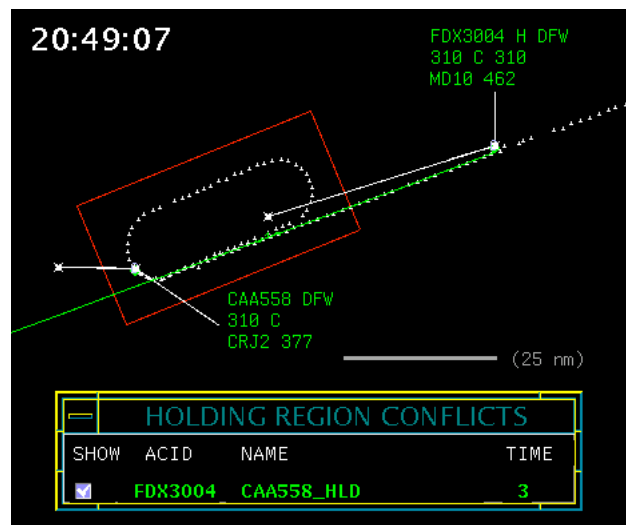 20:49:07
FDX3004 H DFW
310 C 310
MD10 462
CAA558 DFW
310 C
CRJ2 377
(25 nm)
HOLDING REGION CONFLICTS
SHOW ACID NAME TIME
FDX3004 CAA558_HLD 3